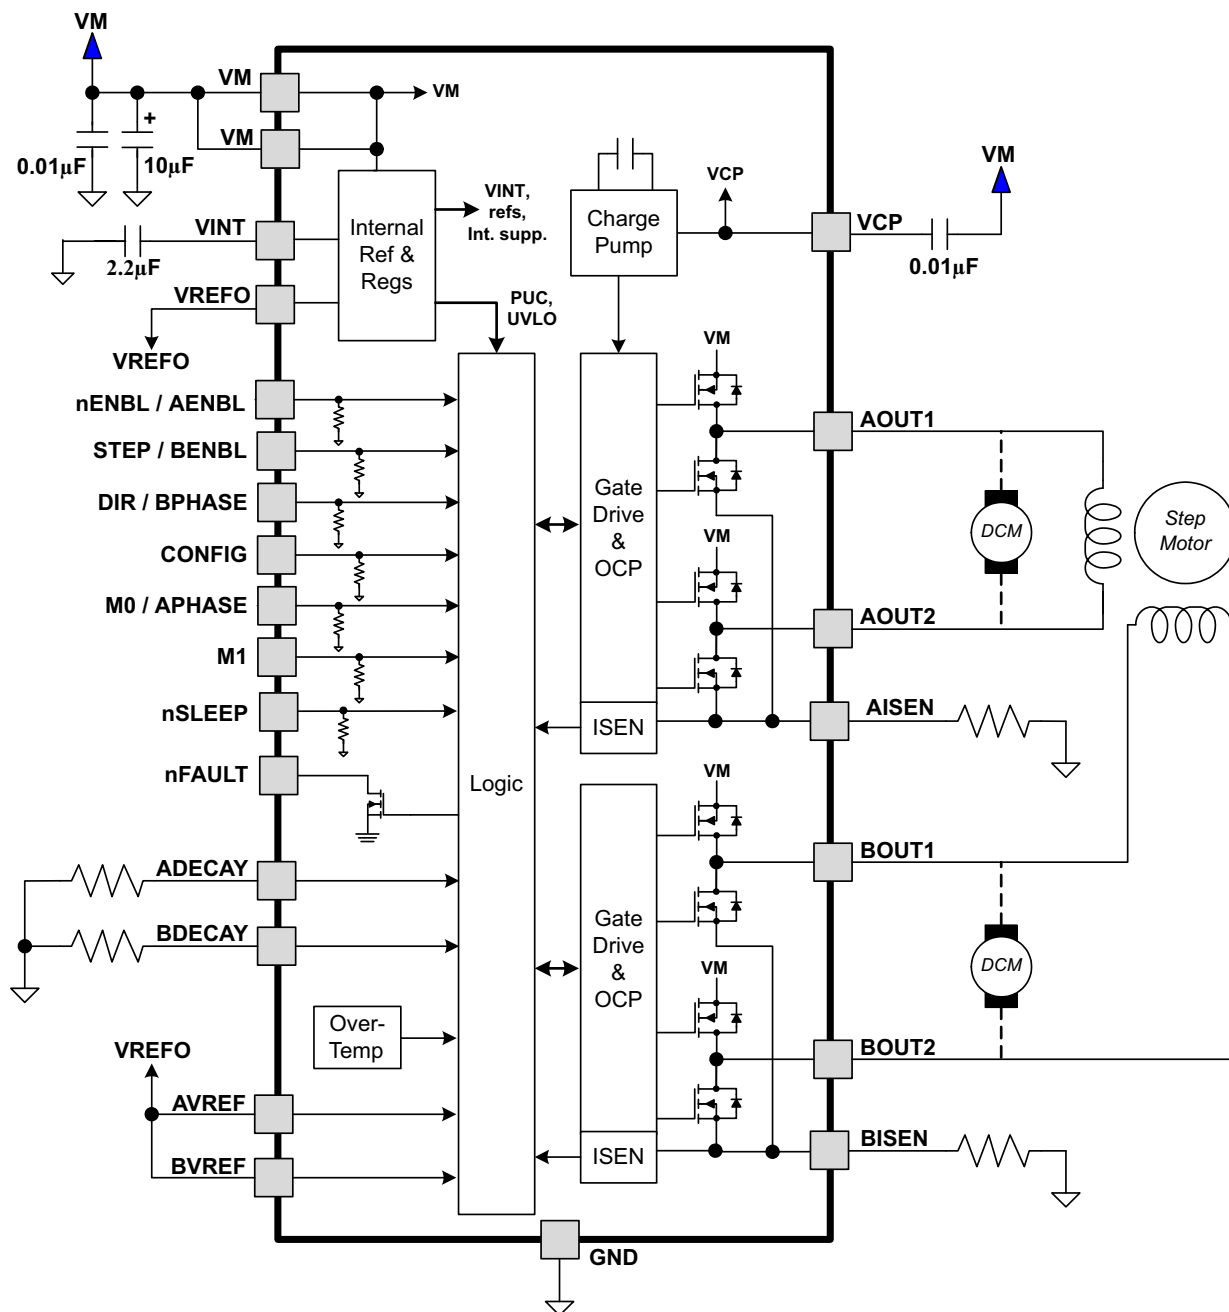 VM
VM
VM
VM
+
0.01µF
10µF
VINT
2.2µF
VREFO
VREFO
Internal
Ref &
Regs
VINT,
refs,
Int. supp.
PUC,
UVLO
Charge
Pump
VCP
VCP
VM
0.01µF
nENBL / AENBL
STEP / BENBL
DIR / BPHASE
CONFIG
M0 / APHASE
M1
nSLEEP
nFAULT
ADECAY
BDECAY
Over-
Temp
VREFO
AVREF
BVREF
Logic
Gate
Drive
&
OCP
ISEN
VM
VM
AOUT1
DCM
Step
Motor
AOUT2
AISEN
Gate
Drive
&
OCP
ISEN
VM
VM
BOUT1
DCM
BOUT2
BISEN
GND